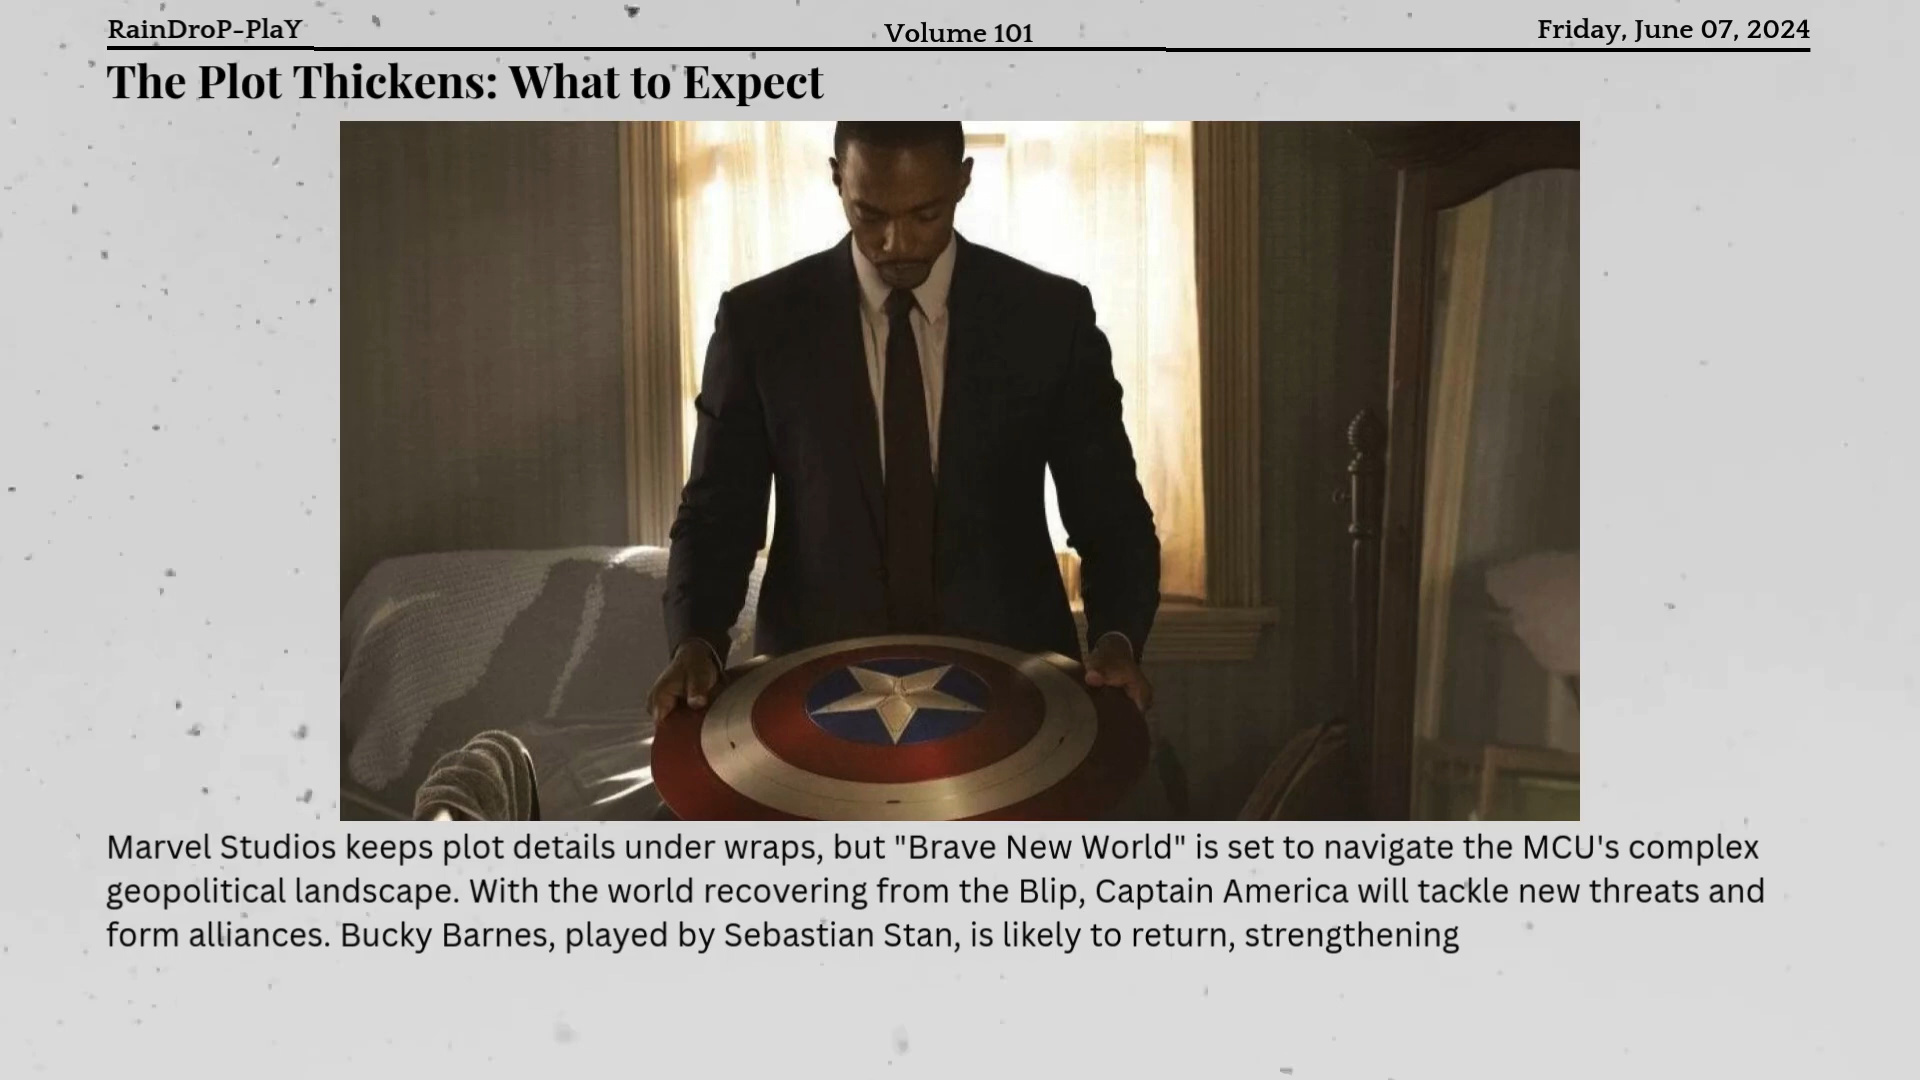 RainDroP-PlaY
Volume 101
Friday, June 07, 2024
The Plot Thickens: What to Expect
Marvel Studios keeps plot details under wraps, but "Brave New World" is set to navigate the MCU's complex
geopolitical landscape. With the world recovering from the Blip, Captain America will tackle new threats and
form alliances. Bucky Barnes, played by Sebastian Stan, is likely to return, strengthening